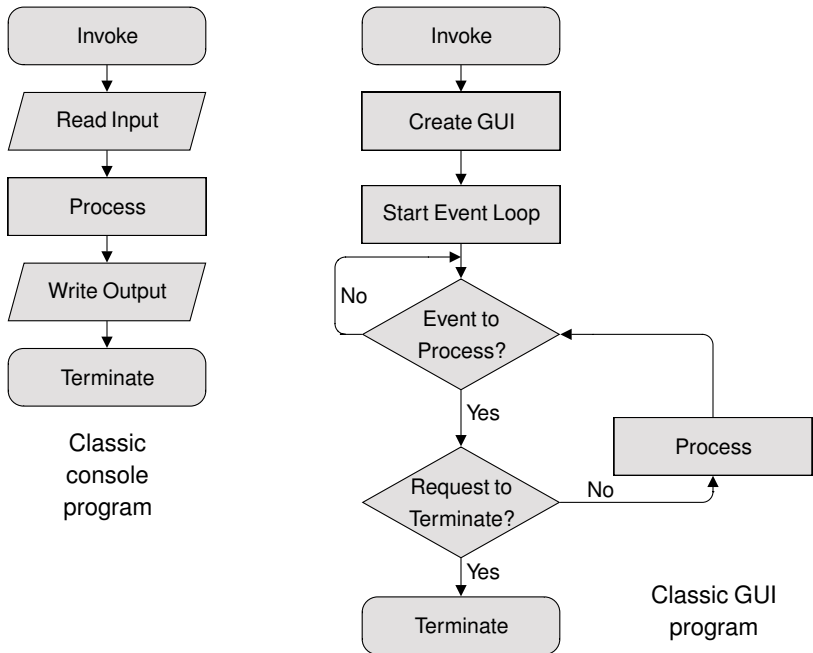 Invoke
Read Input
Process
Write Output
Terminate
Classic
console
program
Invoke
Create GUI
Start Event Loop
No
Event to
Process?
Yes
Process
Request to
Terminate?
No
Yes
Terminate
Classic GUI
program